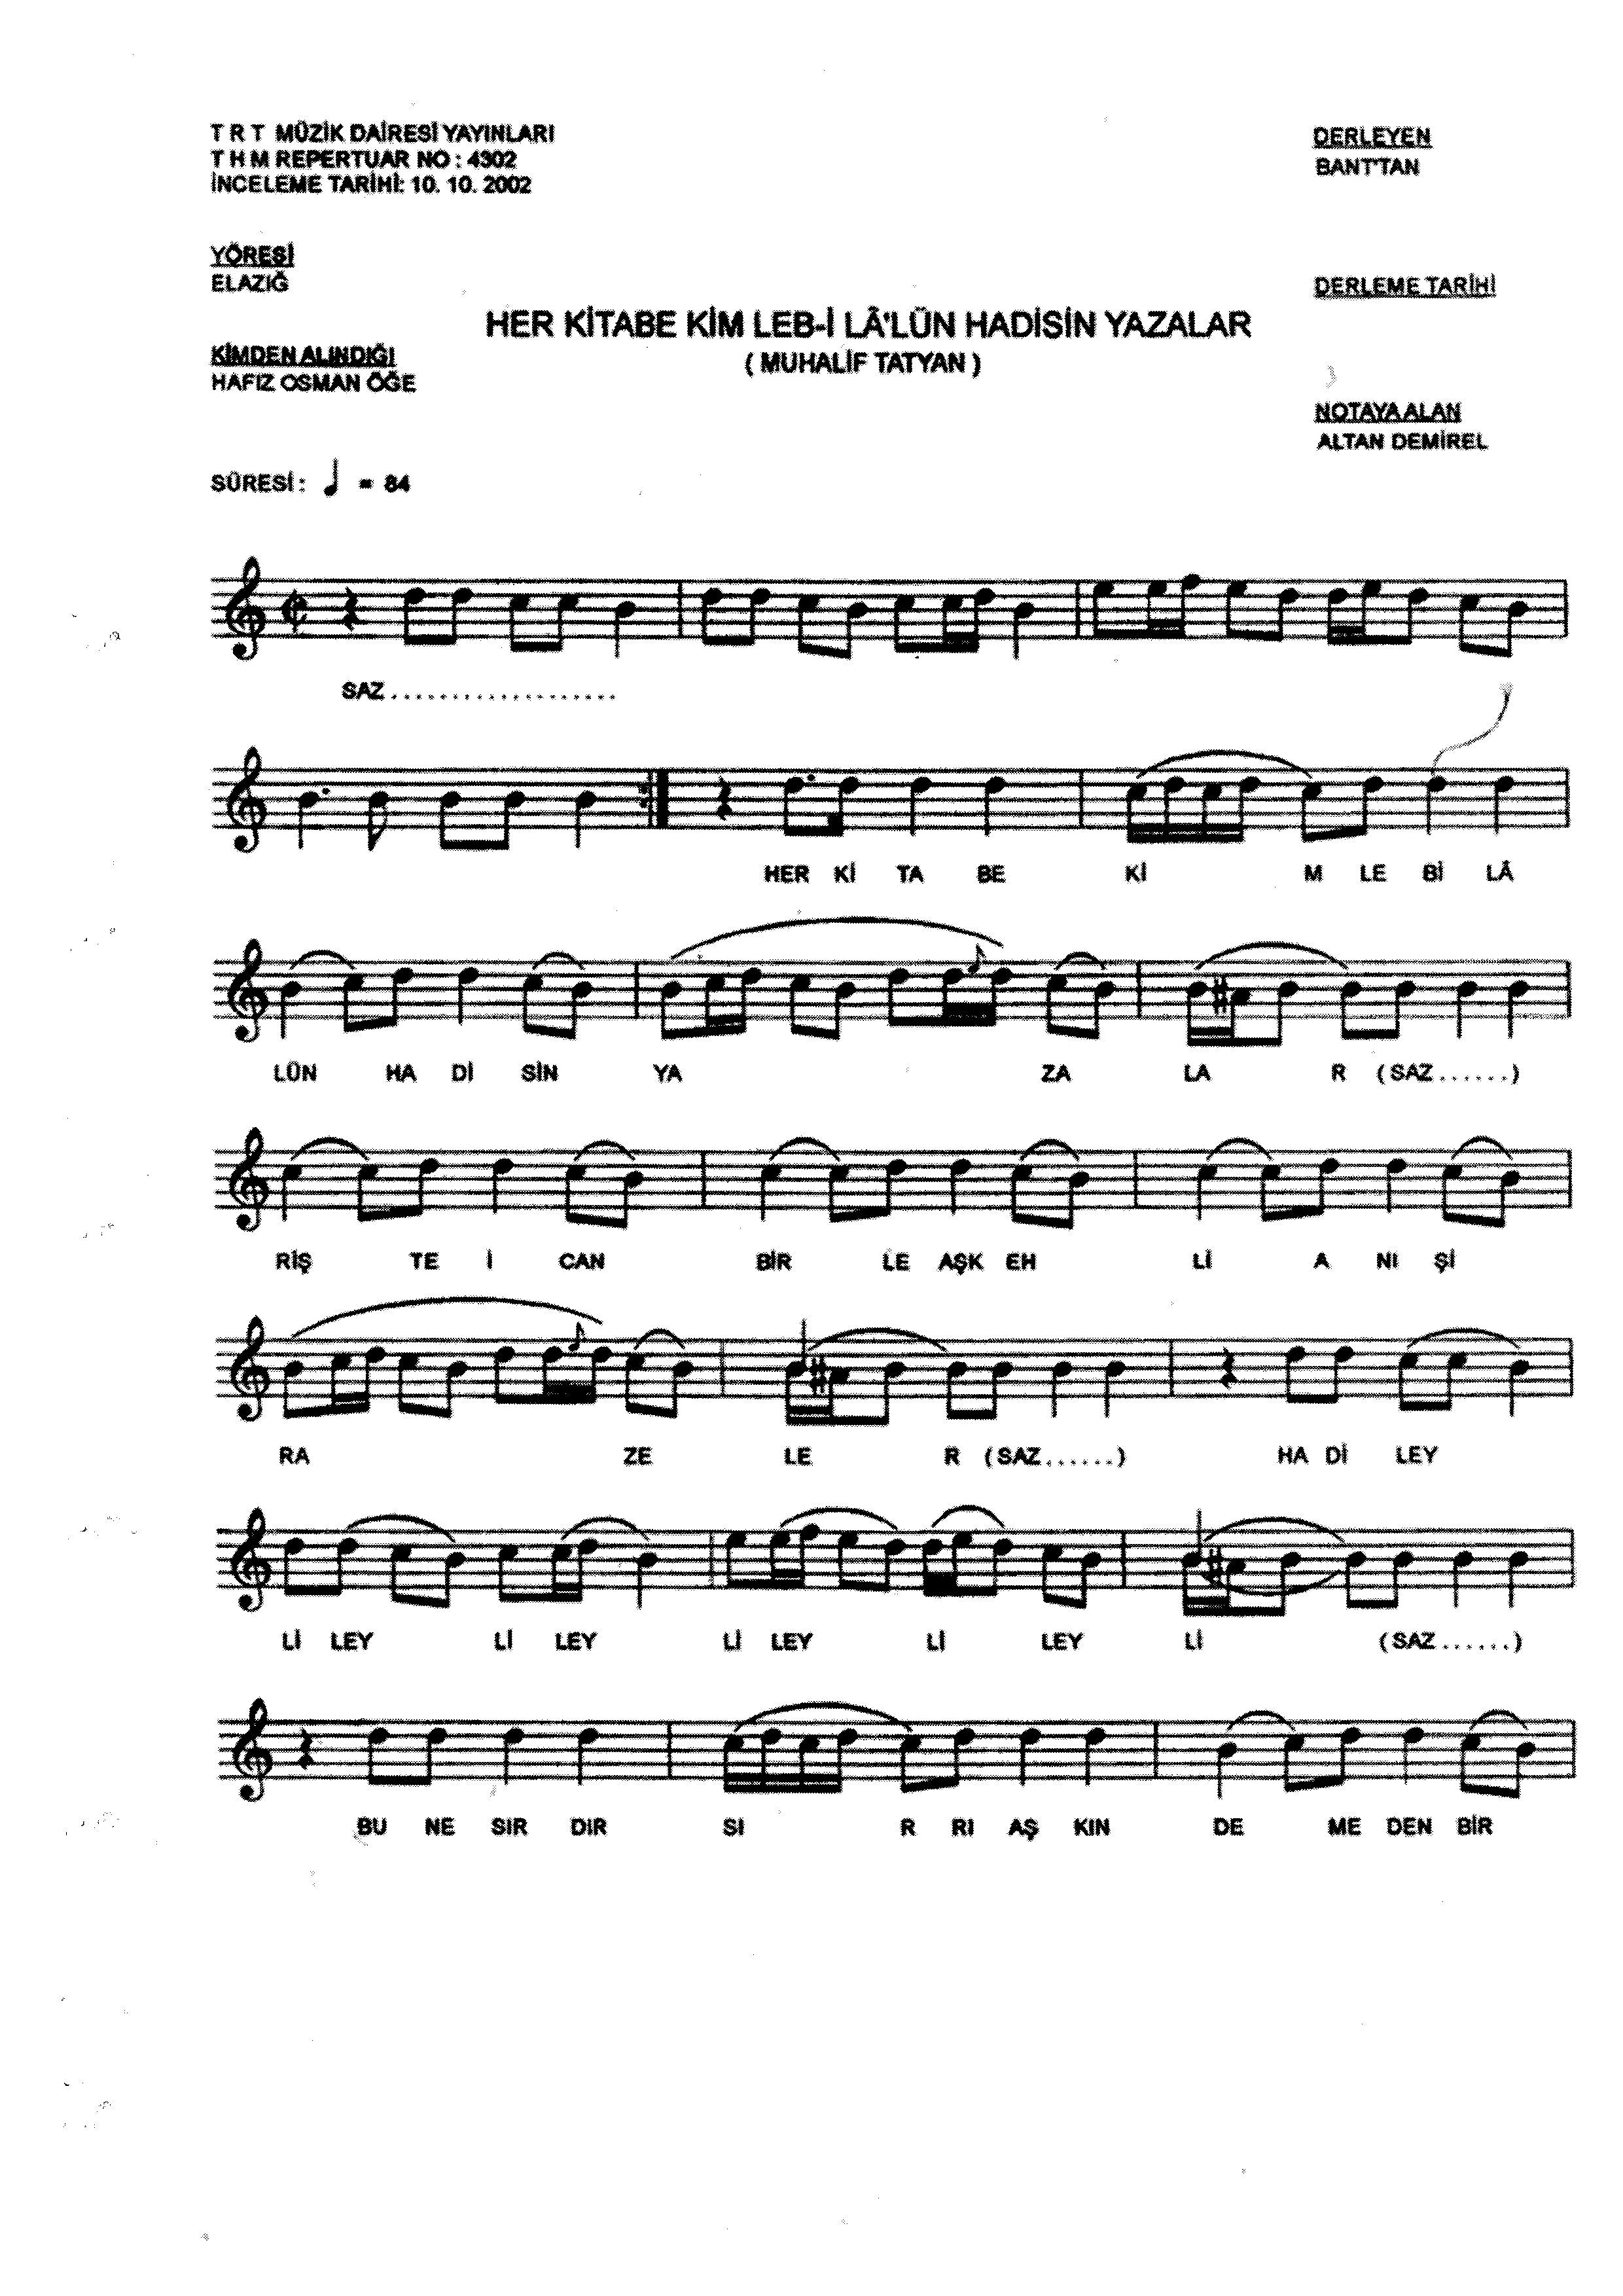 T R T MÜZİK DAİRESİ YAYINLARI
T H M REPERTUAR NO : 4302
İNCELEME TARİHİ: 10. 10. 2002
DERLEYEN
BANT'TAN
YÖRESİ
ELAZIĞ
DERLEME TARİHİ
HER KİTABE KİM LEB-İ LÂ'LÜN HADİSİN YAZALAR
( MUHALİF TATYAN )
KİMDEN ALINDIĞI
HAFIZ OSMAN ÖĞE
NOTAYA ALAN
ALTAN DEMİREL
SÜRESİ : = 84
SAZ . . . . . . . . . . . . . . . . . . .
HER Kİ TA BE Kİ M LE Bİ LÂ
LÜN HA Dİ SİN YA ZA LA R ( SAZ . . . . . . )
RİŞ TE İ CAN BİR LE AŞK EH Lİ A NI Şİ
RA ZE LE R ( SAZ . . . . . . ) HA Dİ LEY
Lİ LEY Lİ LEY Lİ LEY Lİ LEY Lİ ( SAZ . . . . . . )
BU NE SIR DIR SI R RI AŞ KIN DE ME DEN BİR